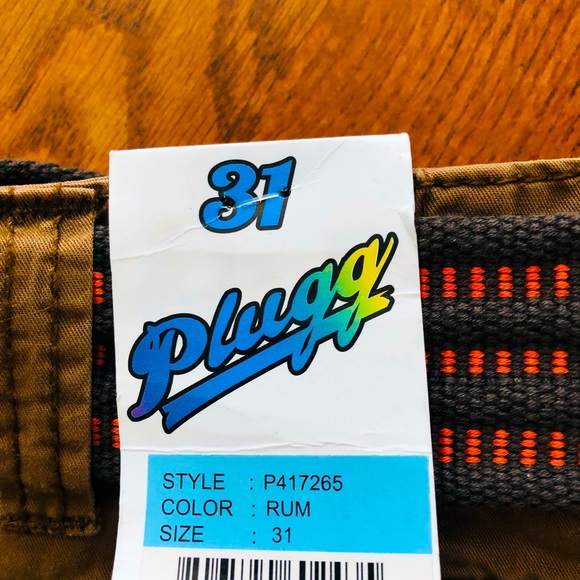 31
Plugg
STYLE : P417265
COLOR : RUM
SIZE : 31